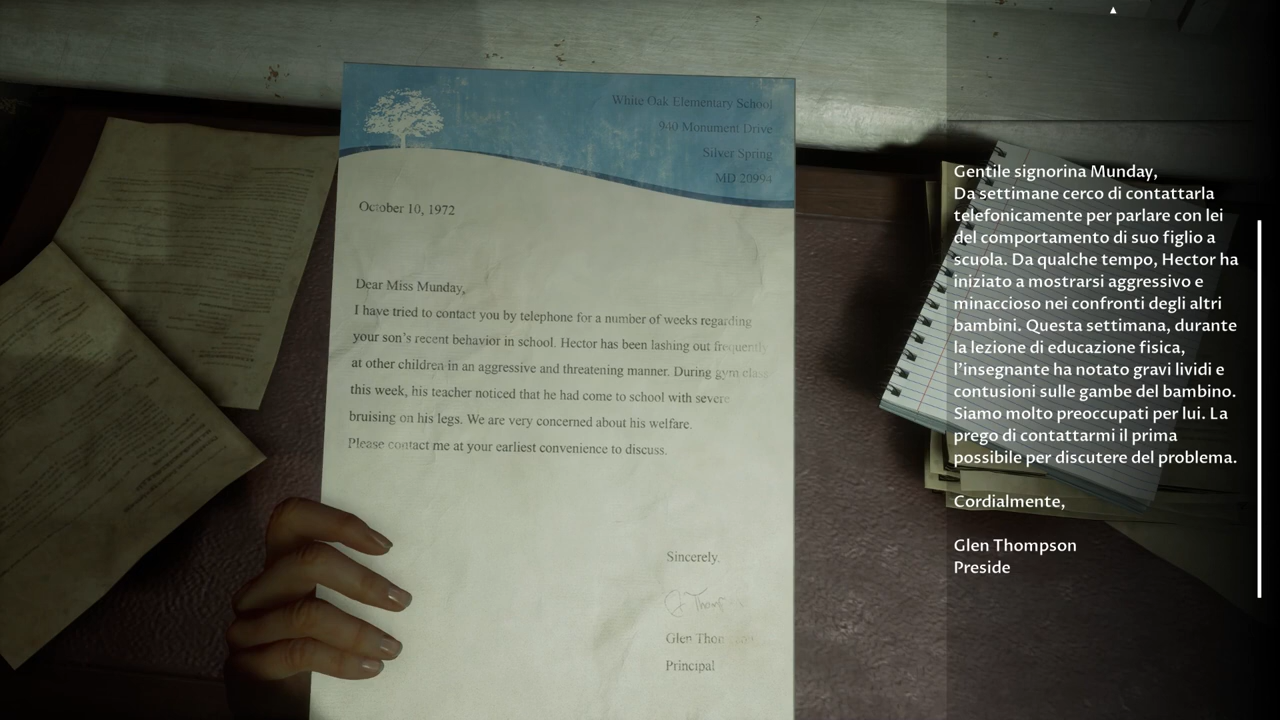 White Oak Elementary School
940 Monument Drive
Silver Spring
MD 20994
October 10, 1972
Dear Miss Munday,
I have tried to contact you by telephone for a number of weeks regarding
your son's recent behavior in school. Hector has been lashing out frequently
at other children in an aggressive and threatening manner. During gym class
this week, his teacher noticed that he had come to school with severe
bruising on his legs. We are very concerned about his welfare.
Please contact me at your earliest convenience to discuss.
Sincerely,
Glen
Principal
Gentile signorina Munday,
Da settimane cerco di contattarla
telefonicamente per parlare con lei
del comportamento di suo figlio a
scuola. Da qualche tempo, Hector ha
iniziato a mostrarsi aggressivo e
minaccioso nei confronti degli altri
bambini. Questa settimana, durante
la lezione di educazione fisica,
l'insegnante ha notato gravi lividi e
contusioni sulle gambe del bambino.
Siamo molto preoccupati per lui. La
prego di contattarmi il prima
possibile per discutere del problema.
Cordialmente,
Glen Thompson
Preside